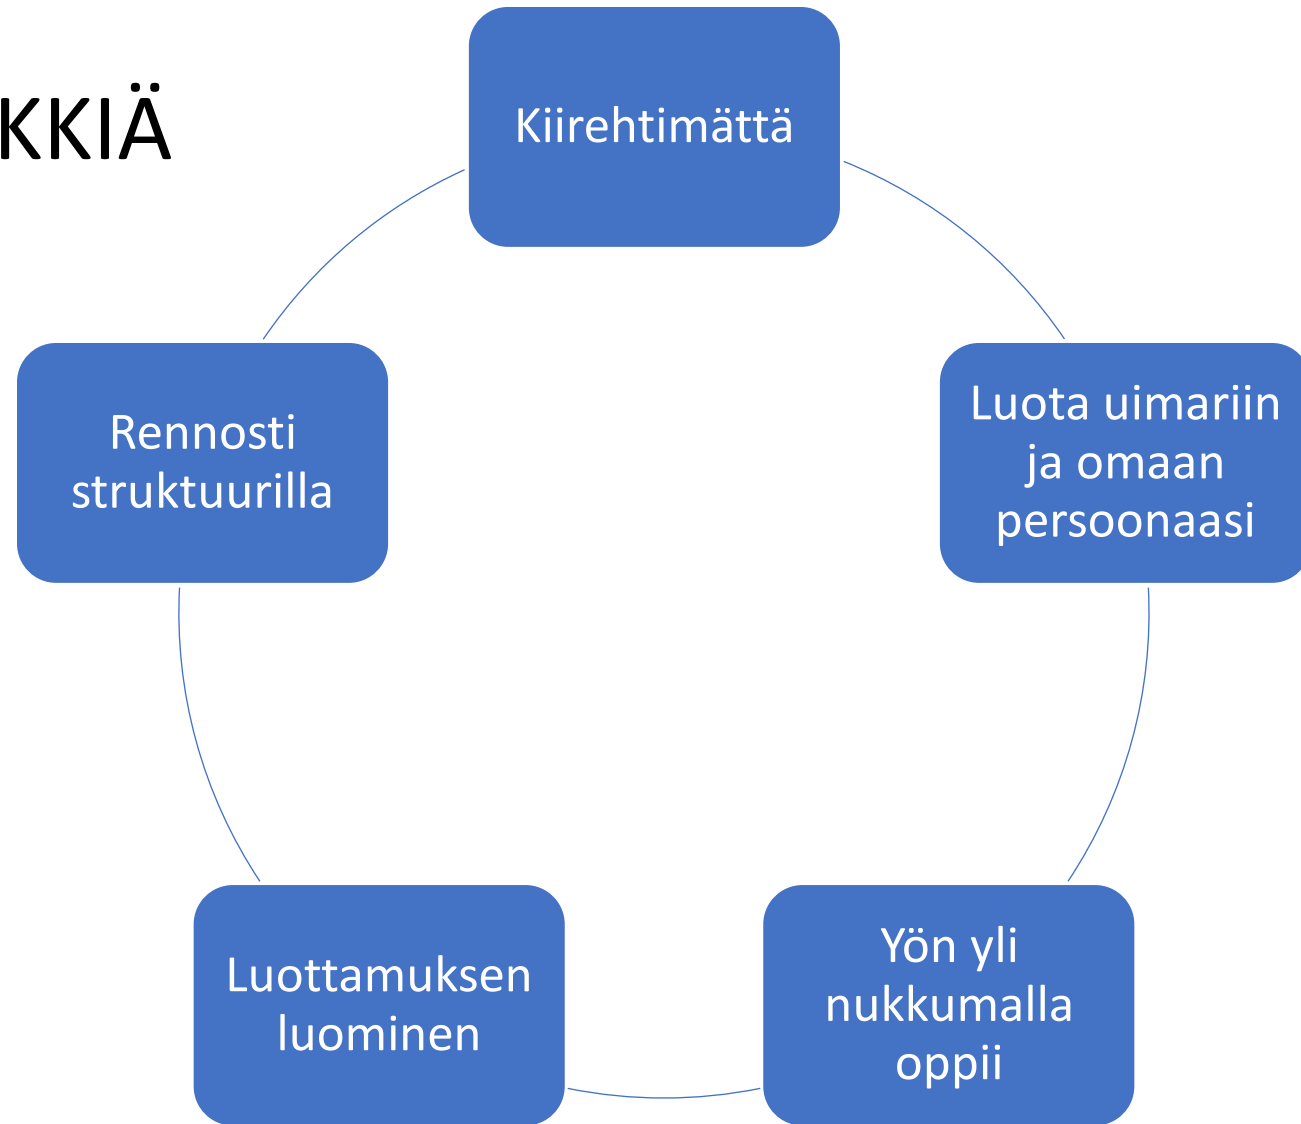 KKIÄ
Kiirehtimättä
Luota uimariin
ja omaan
persoonaasi
Yön yli
nukkumalla
oppii
Luottamuksen
luominen
Rennosti
struktuurilla